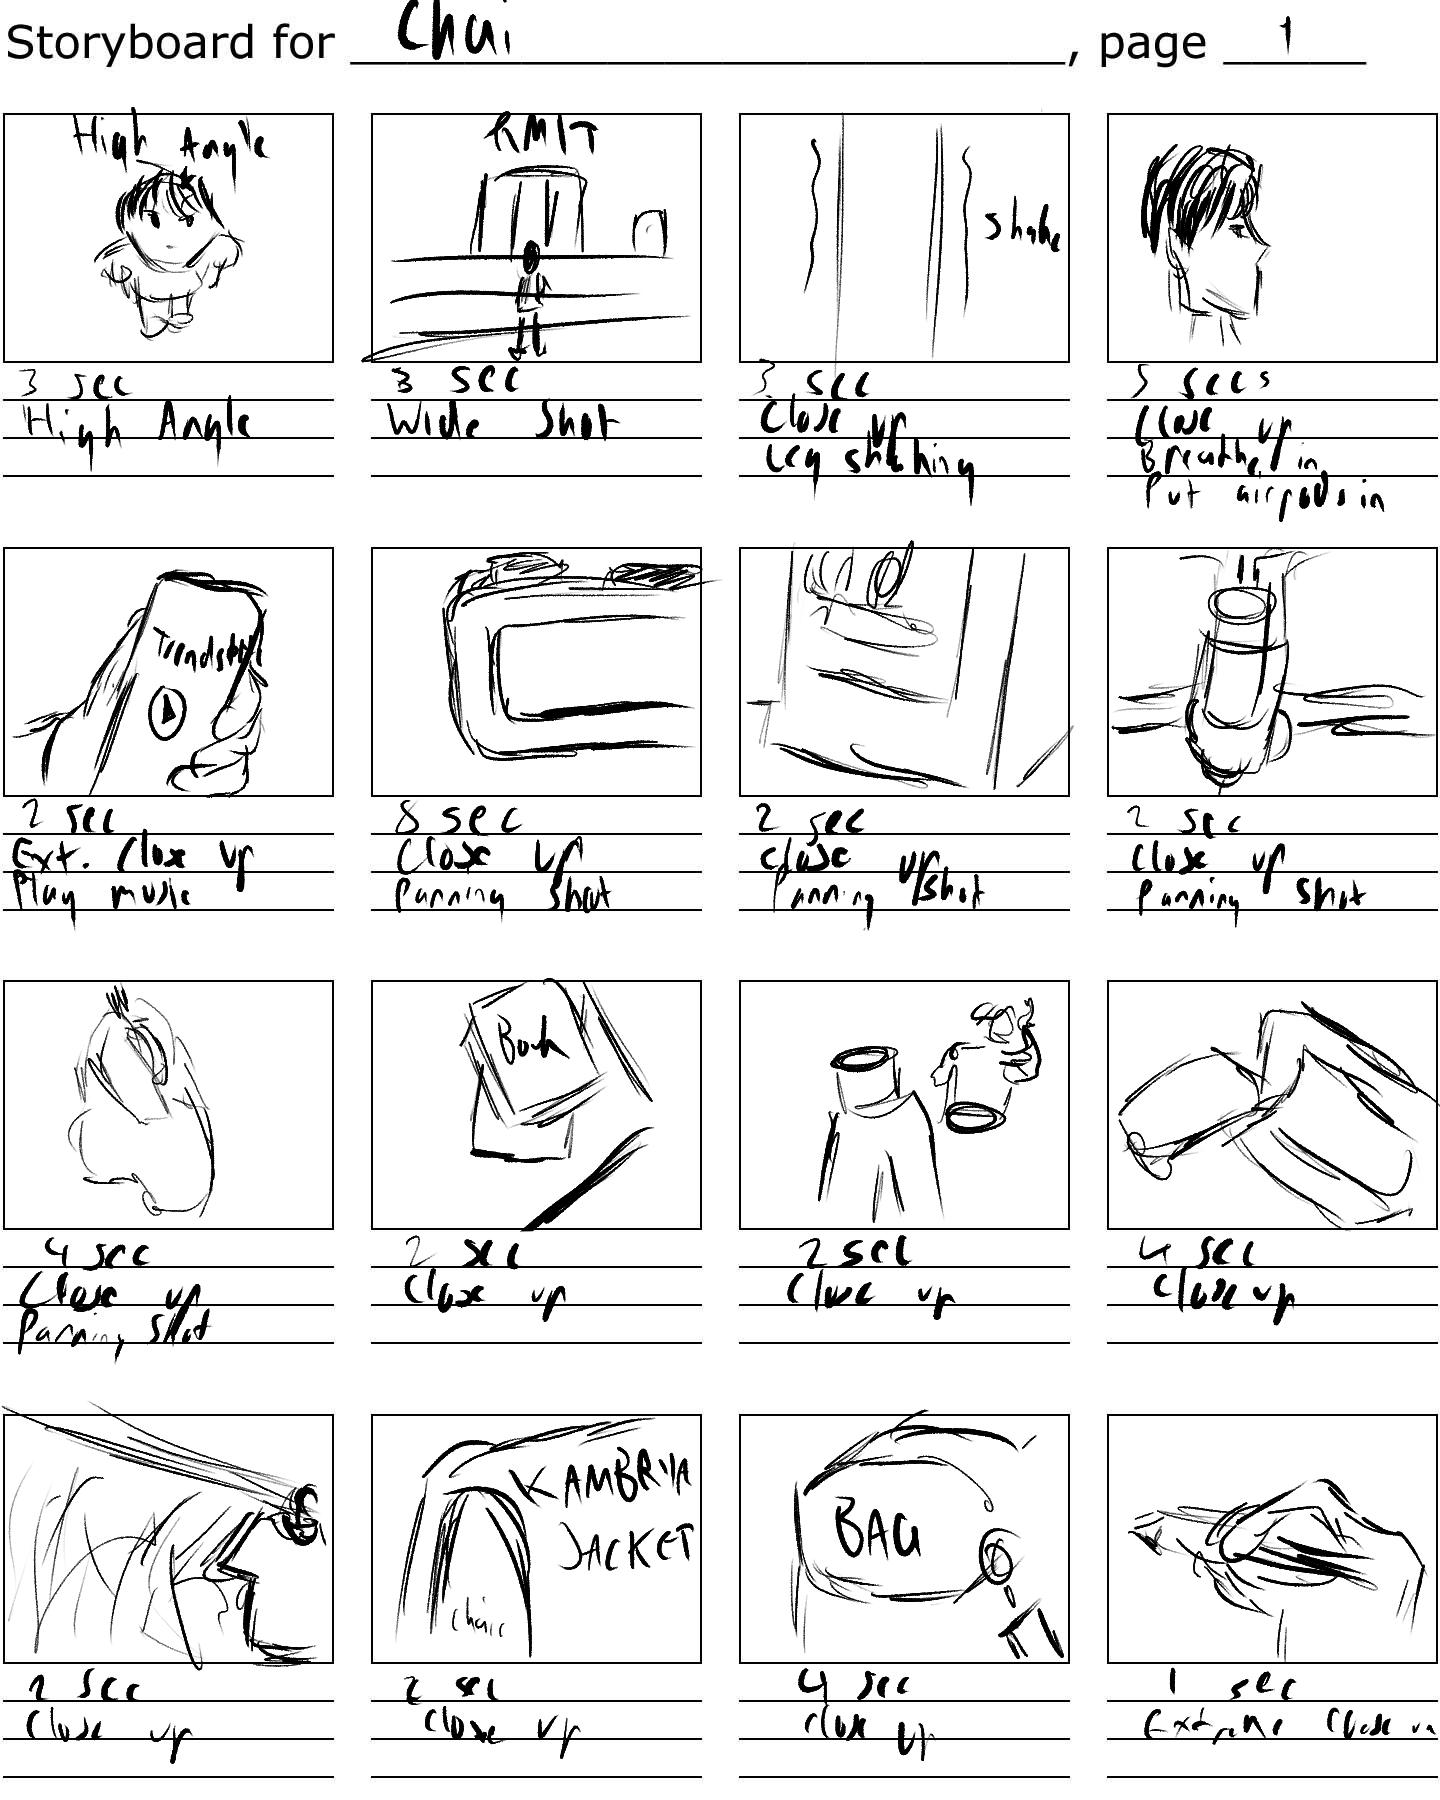 Storyboard for Chai, page 1
High Angle
3 sec
High Angle
RMIT
3 sec
Wide Shot
Shake
3 sec
Close up
Leg shaking
5 secs
Close up
Breathe in
Put airpods in
2 sec
Ext. Close up
Play music
8 sec
Close up
Panning shot
2 sec
close up
Panning shot
2 sec
Close up
Panning shot
4 sec
Close up
Panning shot
Book
2 sec
Close up
2 sec
Close up
4 sec
Close up
2 sec
Close up
JACKET
chair
2 sec
Close up
BAG
4 sec
close up
1 sec
Extreme Close up